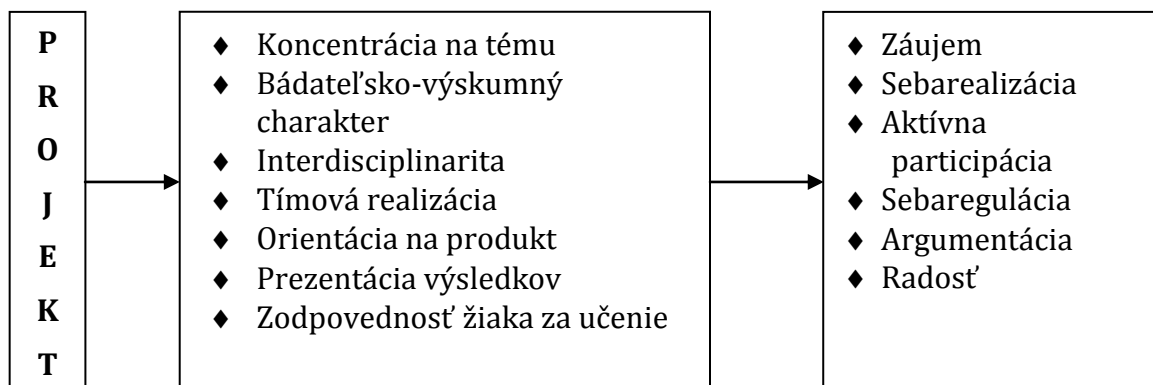 P
R
O
J
E
K
T
♦ Koncentrácia na tému
♦ Bádateľsko-výskumný
charakter
♦ Interdisciplinarita
♦ Tímová realizácia
♦ Orientácia na produkt
♦ Prezentácia výsledkov
♦ Zodpovednosť žiaka za učenie
♦ Záujem
♦ Sebarealizácia
♦ Aktívna
participácia
♦ Sebaregulácia
♦ Argumentácia
♦ Radosť